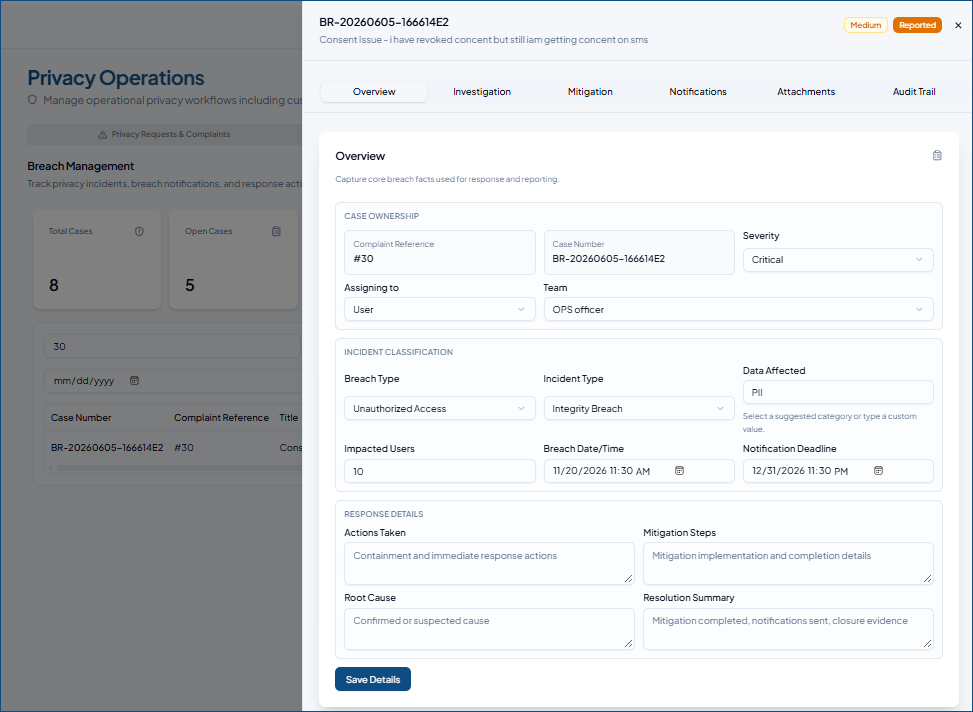 Privacy Operations
Manage operational privacy workflows including cus
Privacy Requests & Complaints
Breach Management
Track privacy incidents, breach notifications, and response acti
Total Cases
8
Open Cases
5
30
mm/dd/yyyy
Case Number Complaint Reference Title
BR-20260605-166614E2 #30 Cons
BR-20260605-166614E2
Medium Reported
Consent Issue - i have revoked concent but still iam getting concent on sms
Overview Investigation Mitigation Notifications Attachments Audit Trail
Overview
Capture core breach facts used for response and reporting.
CASE OWNERSHIP
Complaint Reference
#30
Case Number
BR-20260605-166614E2
Severity
Critical
Assigning to
User
Team
OPS officer
INCIDENT CLASSIFICATION
Breach Type
Unauthorized Access
Incident Type
Integrity Breach
Data Affected
PII
Select a suggested category or type a custom
value.
Impacted Users
10
Breach Date/Time
11/20/2026 11:30 AM
Notification Deadline
12/31/2026 11:30 PM
RESPONSE DETAILS
Actions Taken
Containment and immediate response actions
Mitigation Steps
Mitigation implementation and completion details
Root Cause
Confirmed or suspected cause
Resolution Summary
Mitigation completed, notifications sent, closure evidence
Save Details